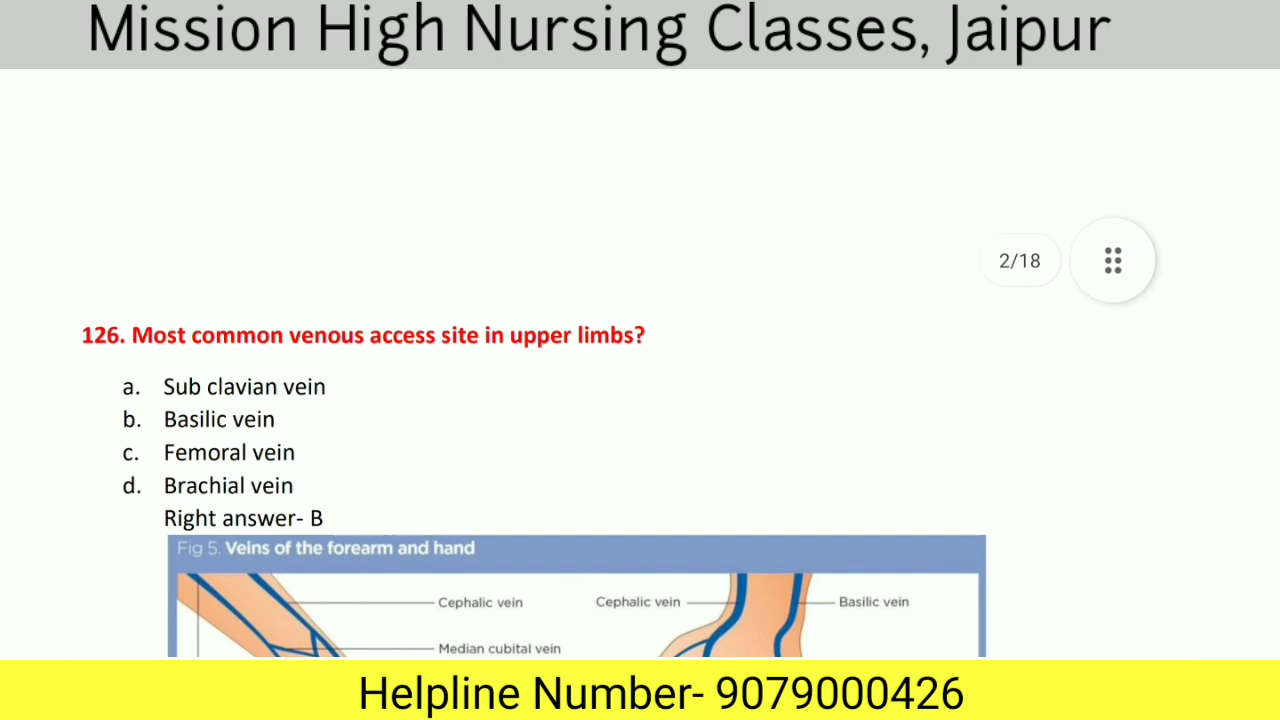 Mission High Nursing Classes, Jaipur
2/18
126. Most common venous access site in upper limbs?
a. Sub clavian vein
b. Basilic vein
c. Femoral vein
d. Brachial vein
Right answer- B
Fig 5. Veins of the forearm and hand
Cephalic vein Cephalic vein Basilic vein
Median cubital vein
Helpline Number- 9079000426